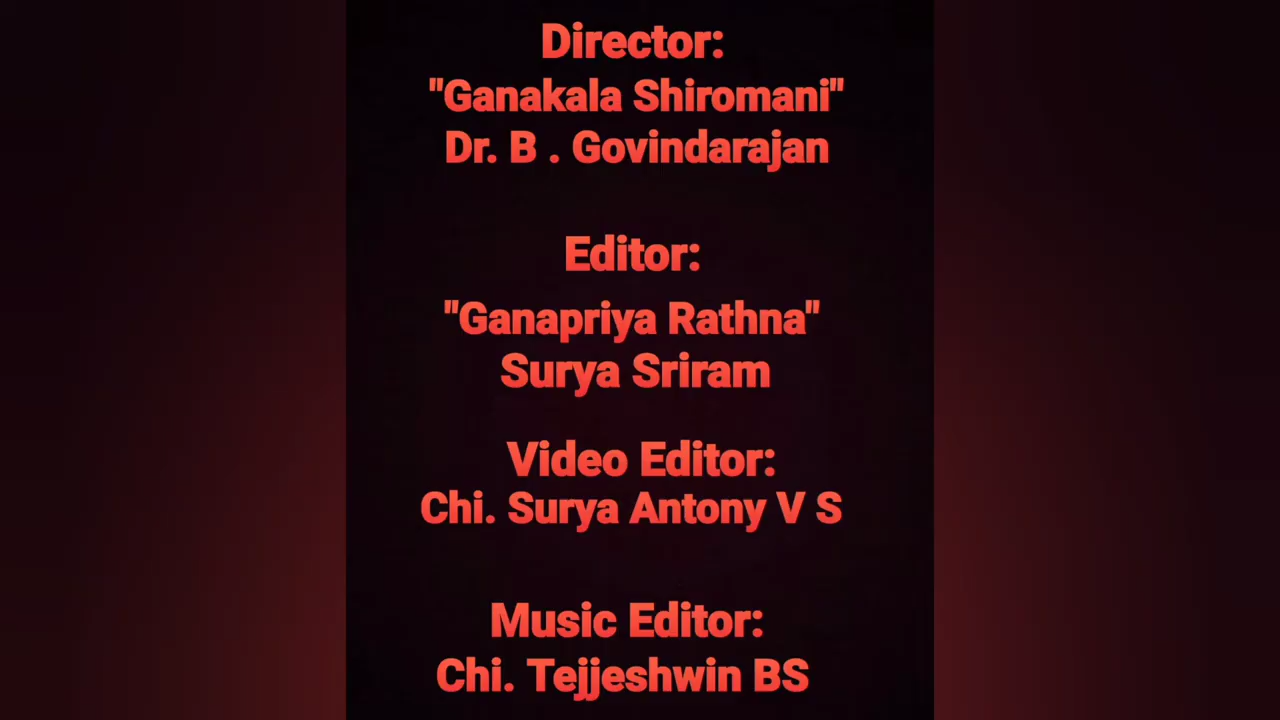 Director:
"Ganakala Shiromani"
Dr. B . Govindarajan
Editor:
"Ganapriya Rathna"
Surya Sriram
Video Editor:
Chi. Surya Antony V S
Music Editor:
Chi. Tejjeshwin BS